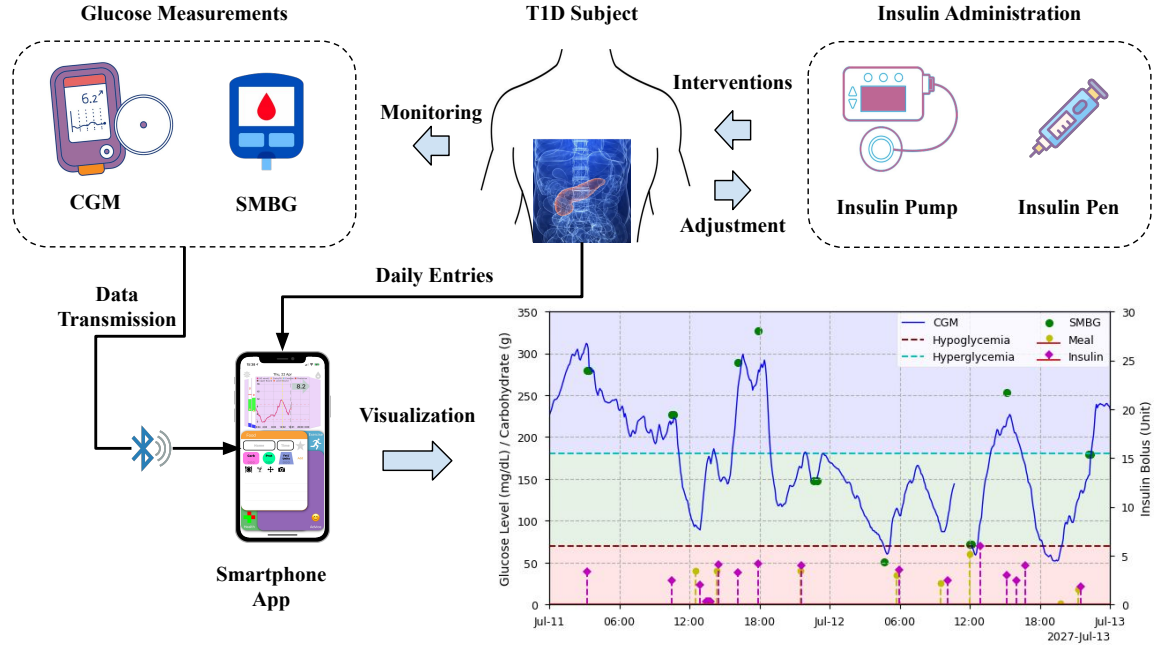 Glucose Measurements
T1D Subject
Insulin Administration
6.2
CGM
SMBG
Monitoring
Interventions
Adjustment
Insulin Pump
Insulin Pen
Data
Transmission
Daily Entries
8.2
Smartphone
App
Visualization
Glucose Level (mg/dL) / Carbohydrate (g)
350
300
250
200
150
100
50
0
CGM
Hypoglycemia
Hyperglycemia
SMBG
Meal
Insulin
30
25
20
15
10
5
0
Insulin Bolus (Unit)
Jul-11 06:00 12:00 18:00 Jul-12 06:00 12:00 18:00 Jul-13
2027-Jul-13